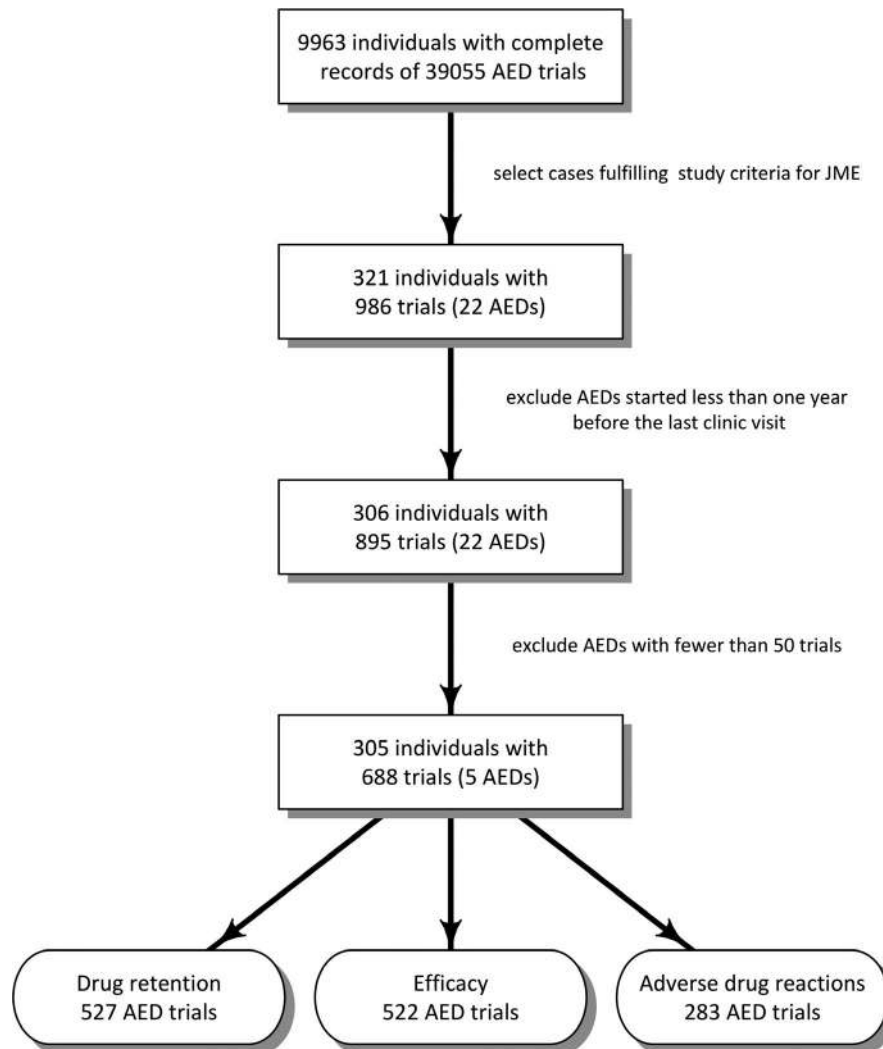 9963 individuals with complete
records of 39055 AED trials
select cases fulfilling study criteria for JME
321 individuals with
986 trials (22 AEDs)
exclude AEDs started less than one year
before the last clinic visit
306 individuals with
895 trials (22 AEDs)
exclude AEDs with fewer than 50 trials
305 individuals with
688 trials (5 AEDs)
Drug retention
527 AED trials
Efficacy
522 AED trials
Adverse drug reactions
283 AED trials